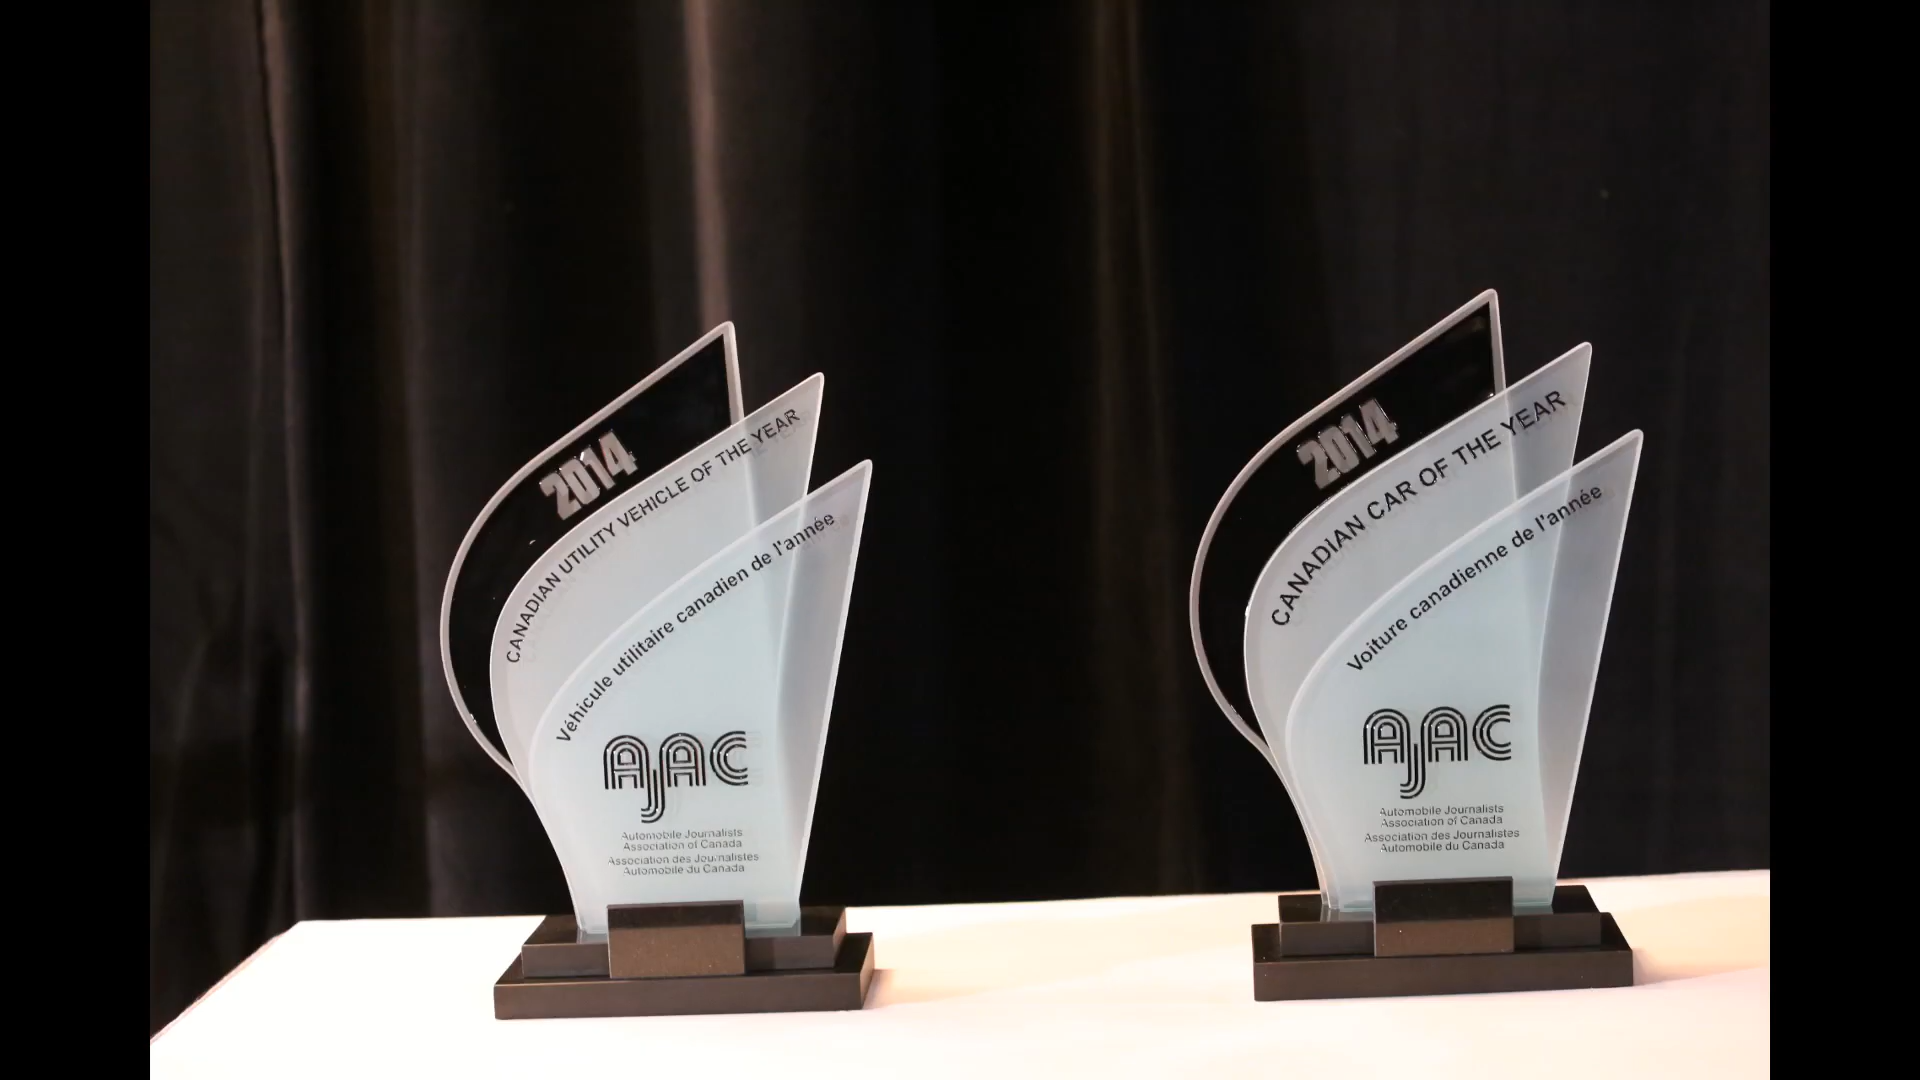 2014
CANADIAN UTILITY VEHICLE OF THE YEAR
Véhicule utilitaire canadien de l'année
AJAC
Automobile Journalists
Association of Canada
Association des Journalistes
Automobile du Canada
2014
CANADIAN CAR OF THE YEAR
Voiture canadienne de l'année
AJAC
Automobile Journalists
Association of Canada
Association des Journalistes
Automobile du Canada